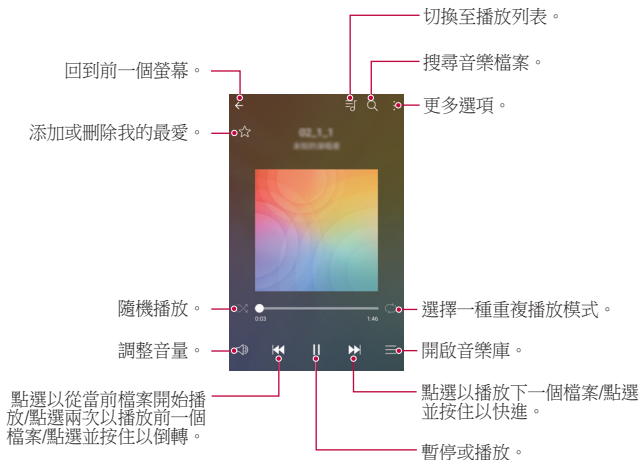 切換至播放列表。
搜尋音樂檔案。
回到前一個螢幕。
更多選項。
添加或刪除我的最愛。
02_1_1
隨機播放。
選擇一種重複播放模式。
0:03
1:46
調整音量。
開啟音樂庫。
點選以從當前檔案開始播
放/點選兩次以播放前一個
檔案/點選並按住以倒轉。
點選以播放下一個檔案/點選
並按住以快進。
暫停或播放。